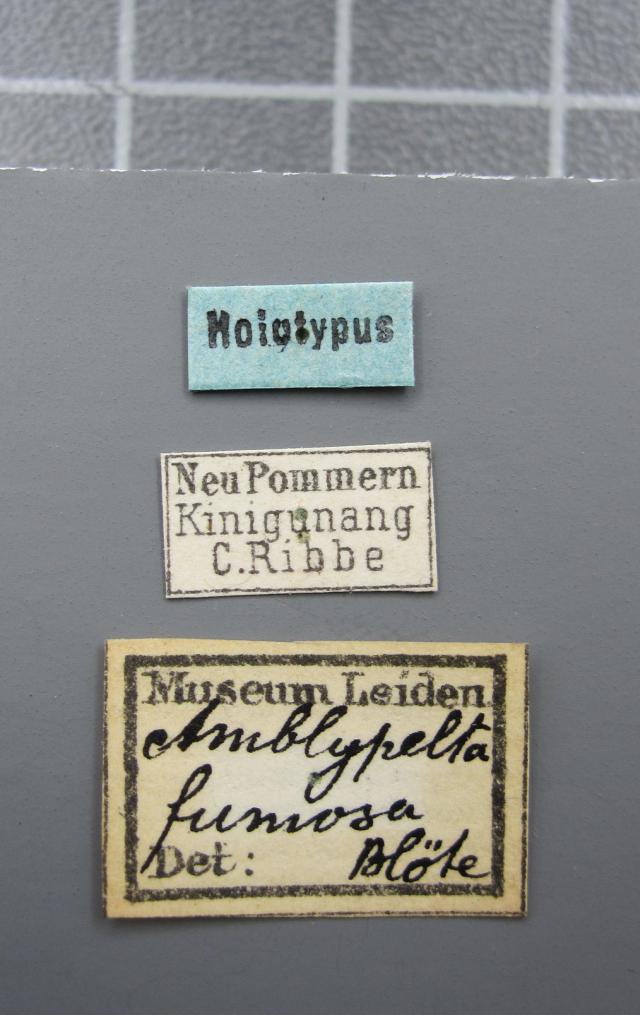 Holotypus
Neu Pommern
Kinigunang
C. Ribbe
Museum Leiden
Amblypelta
fumosa
Det: Blöte